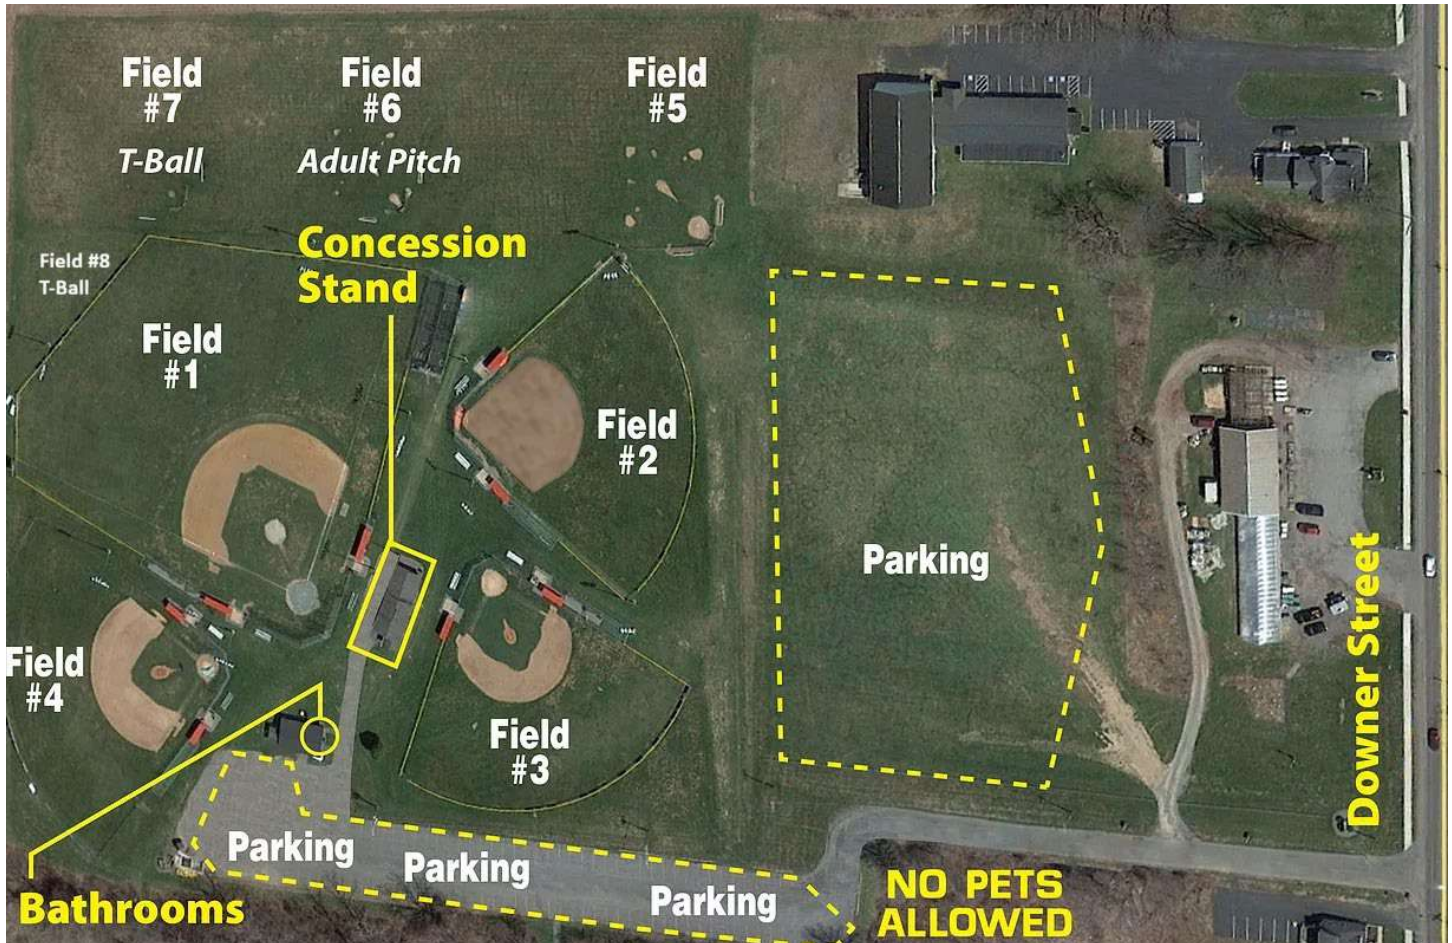 Field
#7
T-Ball
Field
#6
Adult Pitch
Field
#5
Concession
Stand
Field #8
T-Ball
Field
#1
Field
#2
Parking
Field
#4
Field
#3
Downer Street
Parking
Parking
Parking
Bathrooms
NO PETS
ALLOWED